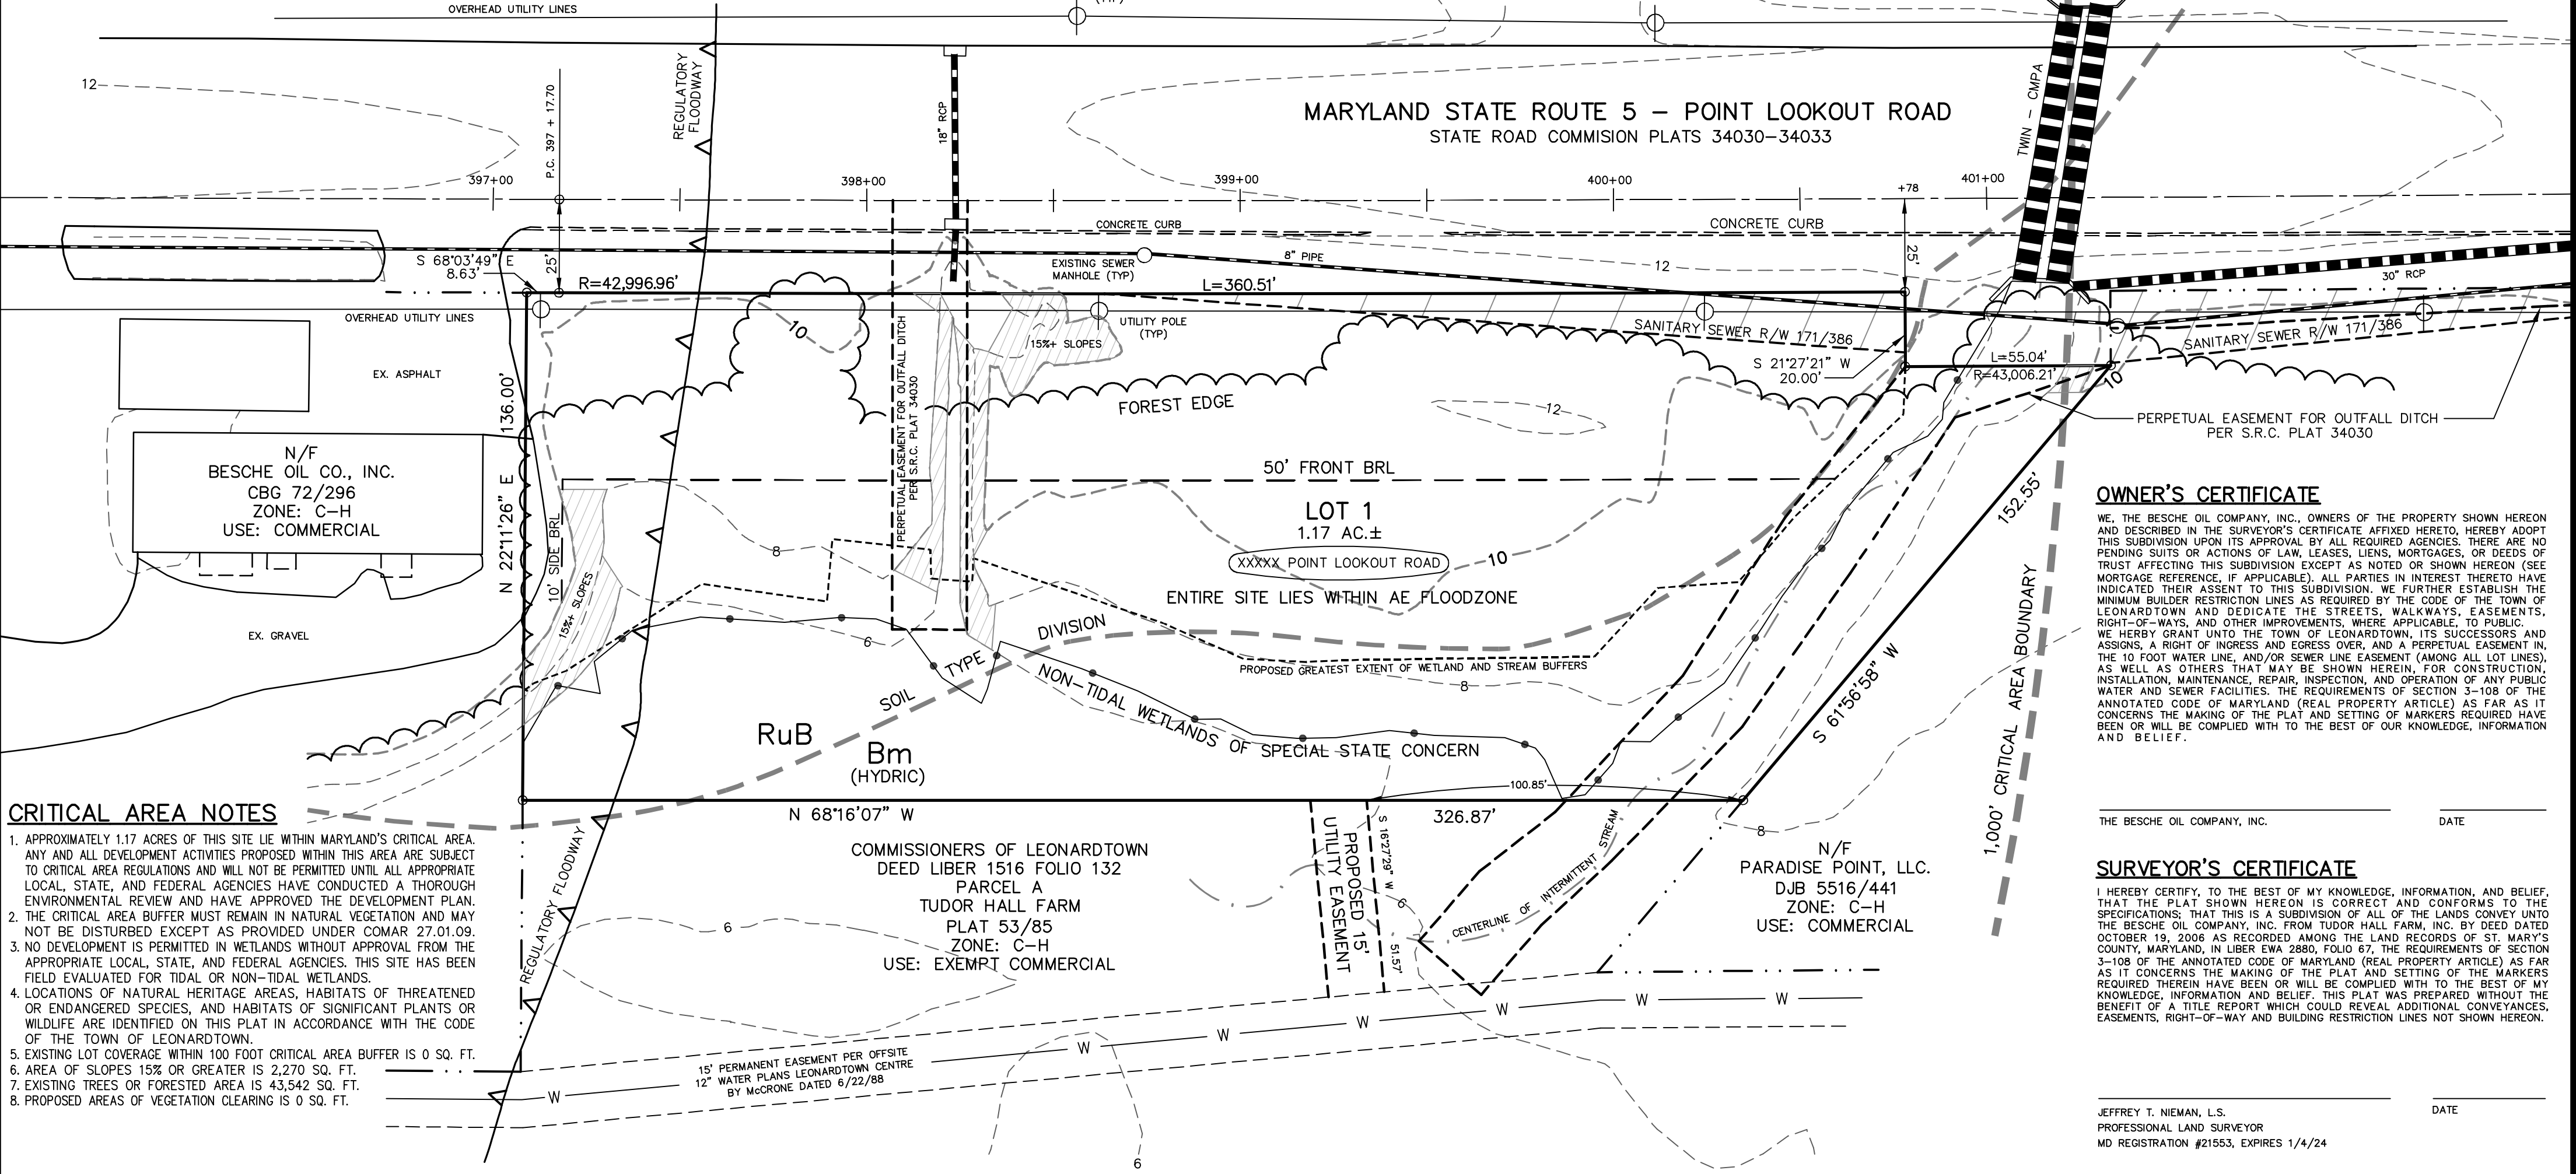 OVERHEAD UTILITY LINES
12
P.C. 397 + 17.70
REGULATORY
FLOODWAY
18" RCP
MARYLAND STATE ROUTE 5 – POINT LOOKOUT ROAD
STATE ROAD COMMISION PLATS 34030–34033
TWIN – CMPA
397+00
398+00
399+00
400+00
+78
401+00
CONCRETE CURB
CONCRETE CURB
S 68°03'49" E
8.63'
25'
R=42,996.96'
EXISTING SEWER
MANHOLE (TYP)
8" PIPE
L=360.51'
12
25'
30" RCP
OVERHEAD UTILITY LINES
10
UTILITY POLE
(TYP)
15%+ SLOPES
SANITARY SEWER R/W 171/386
SANITARY SEWER R/W 171/386
S 21°27'21" W
20.00'
L=55.04'
R=43,006.21'
10
EX. ASPHALT
136.00'
N 22°11'26" E
PERPETUAL EASEMENT FOR OUTFALL DITCH
PER S.R.C. PLAT 34030
FOREST EDGE
12
PERPETUAL EASEMENT FOR OUTFALL DITCH
PER S.R.C. PLAT 34030
N/F
BESCHE OIL CO., INC.
CBG 72/296
ZONE: C–H
USE: COMMERCIAL
50' FRONT BRL
10' SIDE BRL
15%+ SLOPES
8
LOT 1
1.17 AC.±
XXXXX POINT LOOKOUT ROAD
10
ENTIRE SITE LIES WITHIN AE FLOODZONE
152.55'
S 61°56'58" W
1,000' CRITICAL AREA BOUNDARY
EX. GRAVEL
6
SOIL TYPE DIVISION
PROPOSED GREATEST EXTENT OF WETLAND AND STREAM BUFFERS
8
NON–TIDAL WETLANDS OF SPECIAL STATE CONCERN
RuB
Bm
(HYDRIC)
100.85'
N 68°16'07" W
326.87'
8
COMMISSIONERS OF LEONARDTOWN
DEED LIBER 1516 FOLIO 132
PARCEL A
TUDOR HALL FARM
PLAT 53/85
ZONE: C–H
USE: EXEMPT COMMERCIAL
PROPOSED 15'
UTILITY EASEMENT
S 16°27'29" W
51.57'
6
CENTERLINE OF INTERMITTENT STREAM
N/F
PARADISE POINT, LLC.
DJB 5516/441
ZONE: C–H
USE: COMMERCIAL
REGULATORY FLOODWAY
6
15' PERMANENT EASEMENT PER OFFSITE
12" WATER PLANS LEONARDTOWN CENTRE
BY McCRONE DATED 6/22/88
W
W
W
W
W
W
W
6
CRITICAL AREA NOTES
1. APPROXIMATELY 1.17 ACRES OF THIS SITE LIE WITHIN MARYLAND'S CRITICAL AREA.
ANY AND ALL DEVELOPMENT ACTIVITIES PROPOSED WITHIN THIS AREA ARE SUBJECT
TO CRITICAL AREA REGULATIONS AND WILL NOT BE PERMITTED UNTIL ALL APPROPRIATE
LOCAL, STATE, AND FEDERAL AGENCIES HAVE CONDUCTED A THOROUGH
ENVIRONMENTAL REVIEW AND HAVE APPROVED THE DEVELOPMENT PLAN.
2. THE CRITICAL AREA BUFFER MUST REMAIN IN NATURAL VEGETATION AND MAY
NOT BE DISTURBED EXCEPT AS PROVIDED UNDER COMAR 27.01.09.
3. NO DEVELOPMENT IS PERMITTED IN WETLANDS WITHOUT APPROVAL FROM THE
APPROPRIATE LOCAL, STATE, AND FEDERAL AGENCIES. THIS SITE HAS BEEN
FIELD EVALUATED FOR TIDAL OR NON–TIDAL WETLANDS.
4. LOCATIONS OF NATURAL HERITAGE AREAS, HABITATS OF THREATENED
OR ENDANGERED SPECIES, AND HABITATS OF SIGNIFICANT PLANTS OR
WILDLIFE ARE IDENTIFIED ON THIS PLAT IN ACCORDANCE WITH THE CODE
OF THE TOWN OF LEONARDTOWN.
5. EXISTING LOT COVERAGE WITHIN 100 FOOT CRITICAL AREA BUFFER IS 0 SQ. FT.
6. AREA OF SLOPES 15% OR GREATER IS 2,270 SQ. FT.
7. EXISTING TREES OR FORESTED AREA IS 43,542 SQ. FT.
8. PROPOSED AREAS OF VEGETATION CLEARING IS 0 SQ. FT.
OWNER'S CERTIFICATE
WE, THE BESCHE OIL COMPANY, INC., OWNERS OF THE PROPERTY SHOWN HEREON
AND DESCRIBED IN THE SURVEYOR'S CERTIFICATE AFFIXED HERETO, HEREBY ADOPT
THIS SUBDIVISION UPON ITS APPROVAL BY ALL REQUIRED AGENCIES. THERE ARE NO
PENDING SUITS OR ACTIONS OF LAW, LEASES, LIENS, MORTGAGES, OR DEEDS OF
TRUST AFFECTING THIS SUBDIVISION EXCEPT AS NOTED OR SHOWN HEREON (SEE
MORTGAGE REFERENCE, IF APPLICABLE). ALL PARTIES IN INTEREST THERETO HAVE
INDICATED THEIR ASSENT TO THIS SUBDIVISION. WE FURTHER ESTABLISH THE
MINIMUM BUILDER RESTRICTION LINES AS REQUIRED BY THE CODE OF THE TOWN OF
LEONARDTOWN AND DEDICATE THE STREETS, WALKWAYS, EASEMENTS,
RIGHT–OF–WAYS, AND OTHER IMPROVEMENTS, WHERE APPLICABLE, TO PUBLIC.
WE HERBY GRANT UNTO THE TOWN OF LEONARDTOWN, ITS SUCCESSORS AND
ASSIGNS, A RIGHT OF INGRESS AND EGRESS OVER, AND A PERPETUAL EASEMENT IN,
THE 10 FOOT WATER LINE, AND/OR SEWER LINE EASEMENT (AMONG ALL LOT LINES),
AS WELL AS OTHERS THAT MAY BE SHOWN HEREIN, FOR CONSTRUCTION,
INSTALLATION, MAINTENANCE, REPAIR, INSPECTION, AND OPERATION OF ANY PUBLIC
WATER AND SEWER FACILITIES. THE REQUIREMENTS OF SECTION 3–108 OF THE
ANNOTATED CODE OF MARYLAND (REAL PROPERTY ARTICLE) AS FAR AS IT
CONCERNS THE MAKING OF THE PLAT AND SETTING OF MARKERS REQUIRED HAVE
BEEN OR WILL BE COMPLIED WITH TO THE BEST OF OUR KNOWLEDGE, INFORMATION
AND BELIEF.
THE BESCHE OIL COMPANY, INC.
DATE
SURVEYOR'S CERTIFICATE
I HEREBY CERTIFY, TO THE BEST OF MY KNOWLEDGE, INFORMATION, AND BELIEF,
THAT THE PLAT SHOWN HEREON IS CORRECT AND CONFORMS TO THE
SPECIFICATIONS; THAT THIS IS A SUBDIVISION OF ALL OF THE LANDS CONVEY UNTO
THE BESCHE OIL COMPANY, INC. FROM TUDOR HALL FARM, INC. BY DEED DATED
OCTOBER 19, 2006 AS RECORDED AMONG THE LAND RECORDS OF ST. MARY'S
COUNTY, MARYLAND, IN LIBER EWA 2880, FOLIO 67, THE REQUIREMENTS OF SECTION
3–108 OF THE ANNOTATED CODE OF MARYLAND (REAL PROPERTY ARTICLE) AS FAR
AS IT CONCERNS THE MAKING OF THE PLAT AND SETTING OF THE MARKERS
REQUIRED THEREIN HAVE BEEN OR WILL BE COMPLIED WITH TO THE BEST OF MY
KNOWLEDGE, INFORMATION AND BELIEF. THIS PLAT WAS PREPARED WITHOUT THE
BENEFIT OF A TITLE REPORT WHICH COULD REVEAL ADDITIONAL CONVEYANCES,
EASEMENTS, RIGHT–OF–WAY AND BUILDING RESTRICTION LINES NOT SHOWN HEREON.
JEFFREY T. NIEMAN, L.S.
DATE
PROFESSIONAL LAND SURVEYOR
MD REGISTRATION #21553, EXPIRES 1/4/24